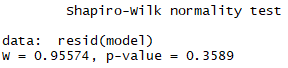 Shapiro-Wilk normality test
data:  resid(model)
W = 0.95574, p-value = 0.3589